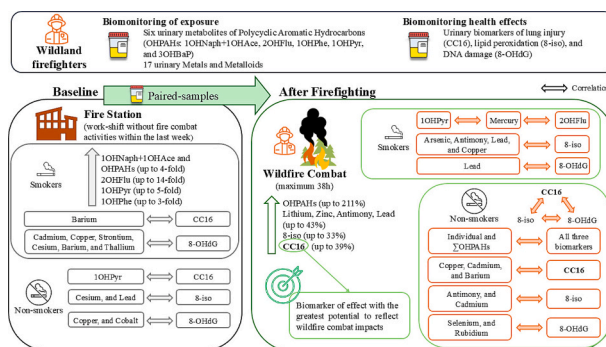 Biomonitoring of exposure
Six urinary metabolites of Polycyclic Aromatic Hydrocarbons
(OHPAHs: 1OHNaph+1OHAce, 2OHFlu, 1OHPhe, 1OHPyr,
and 3OHBaP)
17 urinary Metals and Metalloids
Biomonitoring health effects
Urinary biomarkers of lung injury
(CC16), lipid peroxidation (8-iso), and
DNA damage (8-OHdG)
Wildland
firefighters
Correlation
Baseline
Paired-samples
After Firefighting
Fire Station
(work-shift without fire combat
activities within the last week)
Smokers
1OHNaph+1OHAce and
OHPAHs (up to 4-fold)
2OHFlu (up to 14-fold)
1OHPyr (up to 5-fold)
1OHPhe (up to 3-fold)
Barium
CC16
Cadmium, Copper, Strontium,
Cesium, Barium, and Thallium
8-OHdG
Non-smokers
1OHPyr
CC16
Cesium, and Lead
8-iso
Copper, and Cobalt
8-OHdG
Wildfire Combat
(maximum 38h)
OHPAHs (up to 211%)
Lithium, Zinc, Antimony, Lead
(up to 43%)
8-iso (up to 33%)
CC16 (up to 39%)
Biomarker of effect with the
greatest potential to reflect
wildfire combat impacts
Smokers
1OHPyr
Mercury
2OHFlu
Arsenic, Antimony, Lead,
and Copper
8-iso
Lead
8-OHdG
Non-smokers
CC16
8-iso
8-OHdG
Individual and
∑OHPAHs
All three
biomarkers
Copper, Cadmium,
and Barium
CC16
Antimony, and
Cadmium
8-iso
Selenium, and
Rubidium
8-OHdG